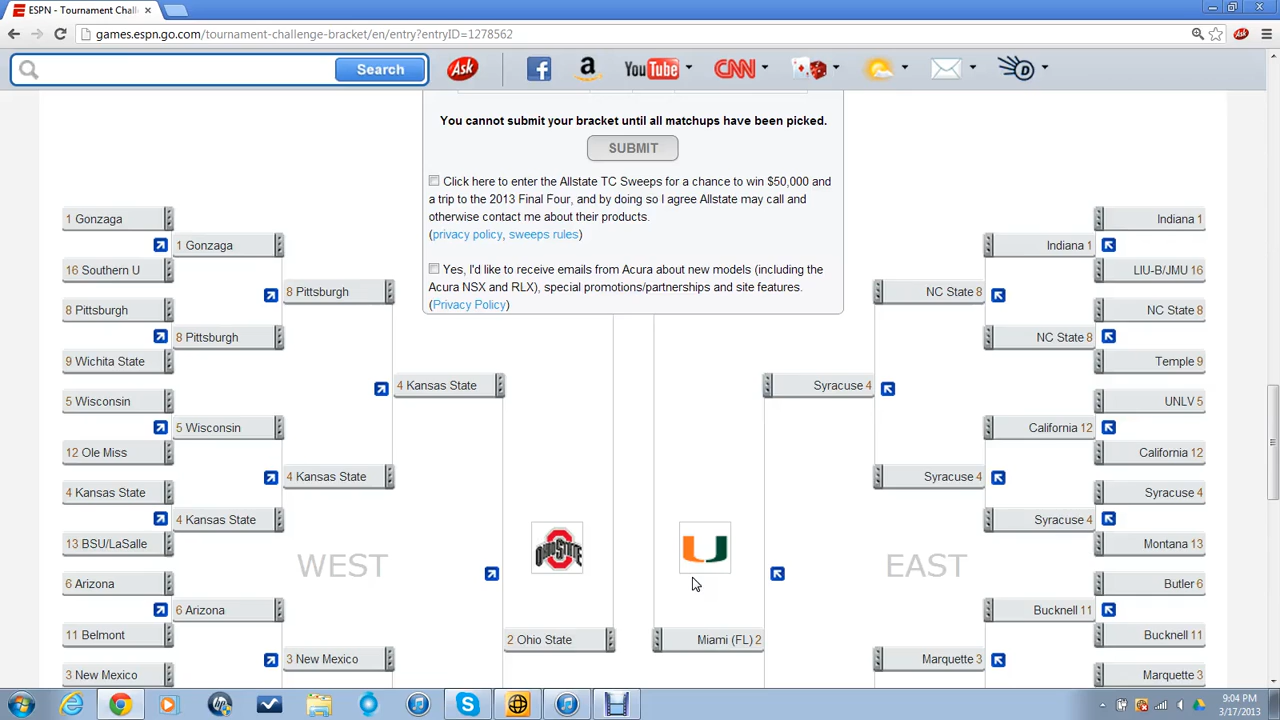 ESPN - Tournament Challen
games.espn.go.com/tournament-challenge-bracket/en/entry?entryID=1278562
Search
Ask
amazon
YouTube
CNN
You cannot submit your bracket until all matchups have been picked.
SUBMIT
Click here to enter the Allstate TC Sweeps for a chance to win $50,000 and
a trip to the 2013 Final Four, and by doing so I agree Allstate may call and
otherwise contact me about their products.
(privacy policy, sweeps rules)
Yes, I'd like to receive emails from Acura about new models (including the
Acura NSX and RLX), special promotions/partnerships and site features.
(Privacy Policy)
1 Gonzaga
1 Gonzaga
16 Southern U
8 Pittsburgh
8 Pittsburgh
8 Pittsburgh
9 Wichita State
4 Kansas State
5 Wisconsin
5 Wisconsin
12 Ole Miss
4 Kansas State
4 Kansas State
4 Kansas State
13 BSU/LaSalle
WEST
6 Arizona
6 Arizona
11 Belmont
3 New Mexico
3 New Mexico
OHIO STATE
2 Ohio State
U
Miami (FL) 2
Indiana 1
Indiana 1
LIU-B/JMU 16
NC State 8
NC State 8
NC State 8
Temple 9
Syracuse 4
UNLV 5
California 12
California 12
Syracuse 4
Syracuse 4
Syracuse 4
Montana 13
EAST
Butler 6
Bucknell 11
Bucknell 11
Marquette 3
Marquette 3
9:04 PM
3/17/2013